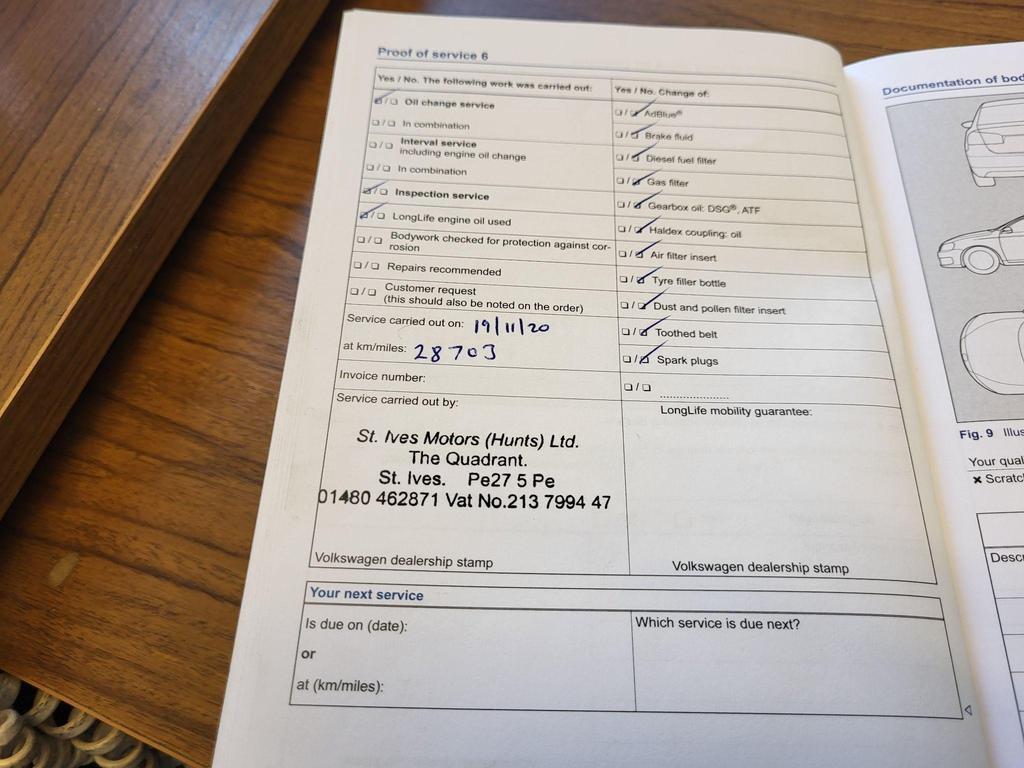 Proof of service 6
Yes / No. The following work was carried out:
☑/☐ Oil change service
☐/☐ In combination
☐/☐ Interval service
including engine oil change
☐/☐ In combination
☑/☐ Inspection service
☑/☐ LongLife engine oil used
☐/☐ Bodywork checked for protection against cor-
rosion
☐/☐ Repairs recommended
☐/☐ Customer request
(this should also be noted on the order)
Service carried out on: 19/11/20
at km/miles: 28703
Invoice number:
Service carried out by:
St. Ives Motors (Hunts) Ltd.
The Quadrant.
St. Ives. Pe27 5 Pe
01480 462871 Vat No.213 7994 47
Volkswagen dealership stamp
Yes / No. Change of:
☐/☑ AdBlue®
☐/☑ Brake fluid
☐/☑ Diesel fuel filter
☐/☑ Gas filter
☐/☑ Gearbox oil: DSG®, ATF
☐/☑ Haldex coupling: oil
☐/☑ Air filter insert
☐/☑ Tyre filler bottle
☐/☑ Dust and pollen filter insert
☐/☑ Toothed belt
☐/☑ Spark plugs
☐/☐ ....................
LongLife mobility guarantee:
Volkswagen dealership stamp
Your next service
Is due on (date):
or
at (km/miles):
Which service is due next?
Documentation of bod
Fig. 9 Illus
Your qual
× Scratc
Descr